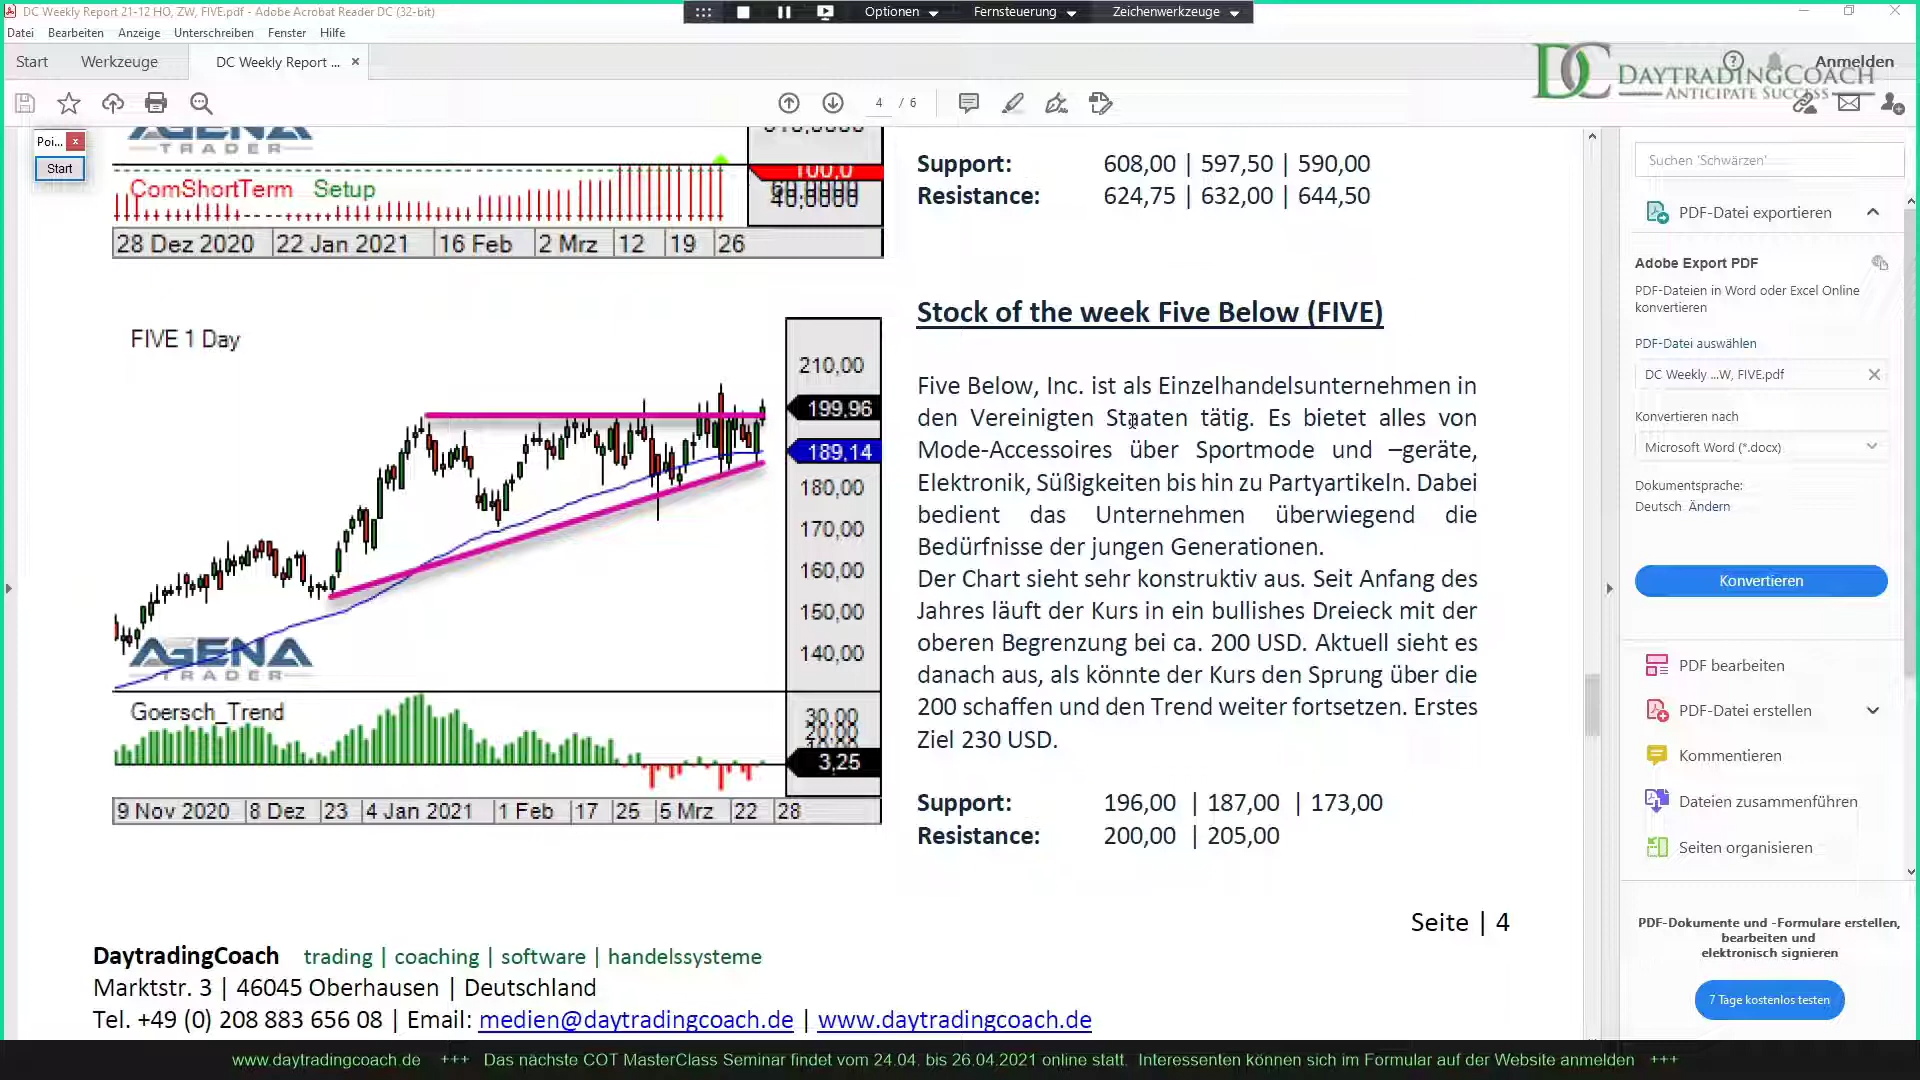 DC Weekly Report 21-12 HO, ZW, FIVE.pdf - Adobe Acrobat Reader DC (32-bit)
Optionen
Fernsteuerung
Zeichenwerkzeuge
Datei Bearbeiten Anzeige Unterschreiben Fenster Hilfe
Start
Werkzeuge
DC Weekly Report ...
Anmelden
DC DAYTRADINGCOACH
ANTICIPATE SUCCESS
4 / 6
Poi...
Start
AGENA
TRADER
ComShortTerm Setup
100,0
60,0000
40,0000
28 Dez 2020 22 Jan 2021 16 Feb 2 Mrz 12 19 26
Support: 608,00 | 597,50 | 590,00
Resistance: 624,75 | 632,00 | 644,50
FIVE 1 Day
210,00
199,96
189,14
180,00
170,00
160,00
150,00
140,00
AGENA
TRADER
Goersch_Trend
30,00
20,00
3,25
9 Nov 2020 8 Dez 23 4 Jan 2021 1 Feb 17 25 5 Mrz 22 28
Stock of the week Five Below (FIVE)
Five Below, Inc. ist als Einzelhandelsunternehmen in
den Vereinigten Staaten tätig. Es bietet alles von
Mode-Accessoires über Sportmode und –geräte,
Elektronik, Süßigkeiten bis hin zu Partyartikeln. Dabei
bedient das Unternehmen überwiegend die
Bedürfnisse der jungen Generationen.
Der Chart sieht sehr konstruktiv aus. Seit Anfang des
Jahres läuft der Kurs in ein bullishes Dreieck mit der
oberen Begrenzung bei ca. 200 USD. Aktuell sieht es
danach aus, als könnte der Kurs den Sprung über die
200 schaffen und den Trend weiter fortsetzen. Erstes
Ziel 230 USD.
Support: 196,00 | 187,00 | 173,00
Resistance: 200,00 | 205,00
Seite | 4
DaytradingCoach trading | coaching | software | handelssysteme
Marktstr. 3 | 46045 Oberhausen | Deutschland
Tel. +49 (0) 208 883 656 08 | Email: medien@daytradingcoach.de | www.daytradingcoach.de
Suchen 'Schwärzen'
PDF-Datei exportieren
Adobe Export PDF
PDF-Dateien in Word oder Excel Online
konvertieren
PDF-Datei auswählen
DC Weekly ...W, FIVE.pdf
Konvertieren nach
Microsoft Word (*.docx)
Dokumentsprache:
Deutsch Ändern
Konvertieren
PDF bearbeiten
PDF-Datei erstellen
Kommentieren
Dateien zusammenführen
Seiten organisieren
PDF-Dokumente und -Formulare erstellen,
bearbeiten und
elektronisch signieren
7 Tage kostenlos testen
www.daytradingcoach.de +++ Das nächste COT MasterClass Seminar findet vom 24.04. bis 26.04.2021 online statt. Interessenten können sich im Formular auf der Website anmelden +++